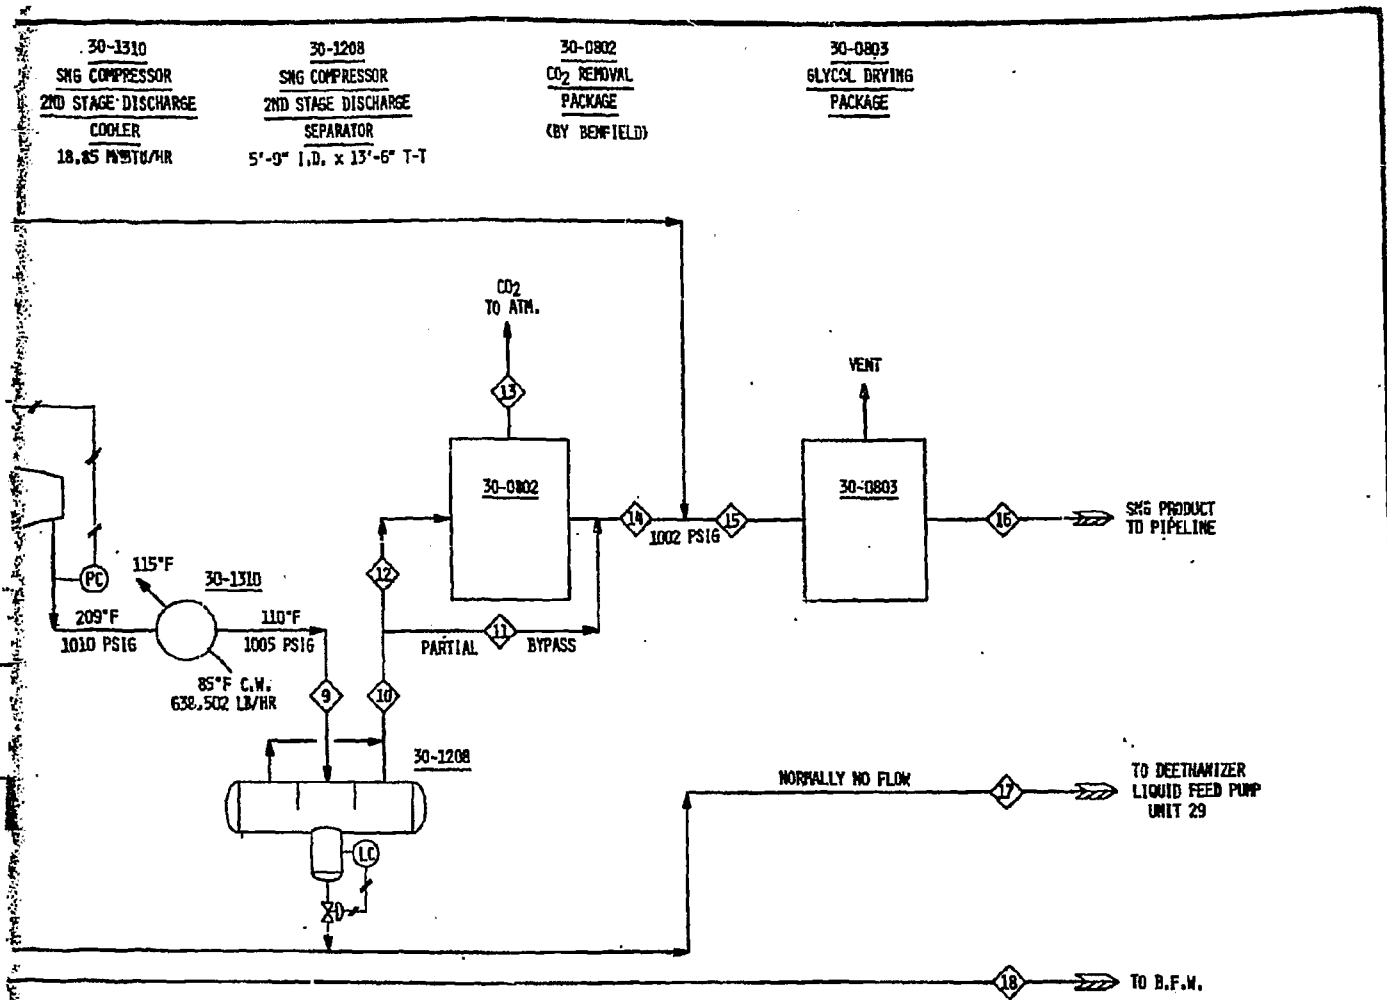 30-1310
SNG COMPRESSOR
2ND STAGE DISCHARGE
COOLER
18.85 MMBTU/HR
30-1208
SNG COMPRESSOR
2ND STAGE DISCHARGE
SEPARATOR
5'-9" I.D. x 13'-6" T-T
30-0802
CO2 REMOVAL
PACKAGE
(BY BENFIELD)
30-0803
GLYCOL DRYING
PACKAGE
CO2
TO ATM.
13
VENT
30-0802
30-0803
14
15
1002 PSIG
16
SNG PRODUCT
TO PIPELINE
12
PC
115°F
30-1310
209°F
1010 PSIG
110°F
1005 PSIG
PARTIAL
11
BYPASS
85°F C.W.
638,502 LB/HR
9
10
30-1208
LC
NORMALLY NO FLOW
17
TO DEETHANIZER
LIQUID FEED PUMP
UNIT 29
18
TO B.F.W.